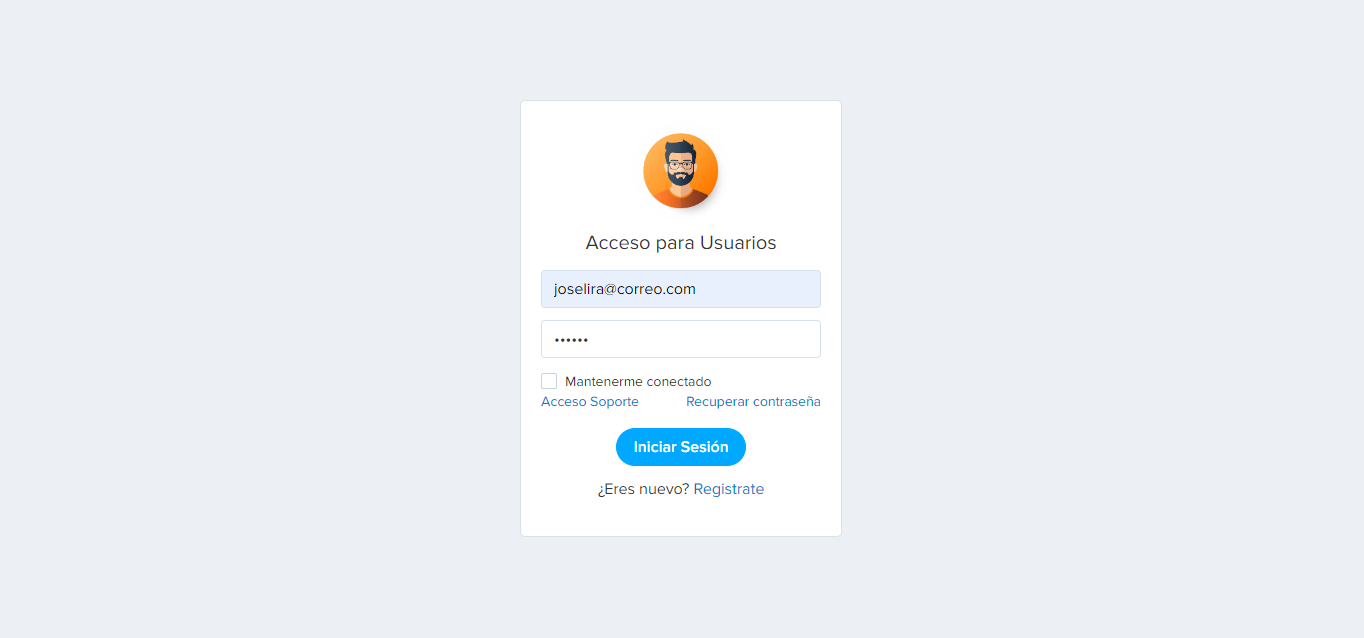 Acceso para Usuarios
joselira@correo.com
••••••
Mantenerme conectado
Acceso Soporte Recuperar contraseña
Iniciar Sesión
¿Eres nuevo? Registrate